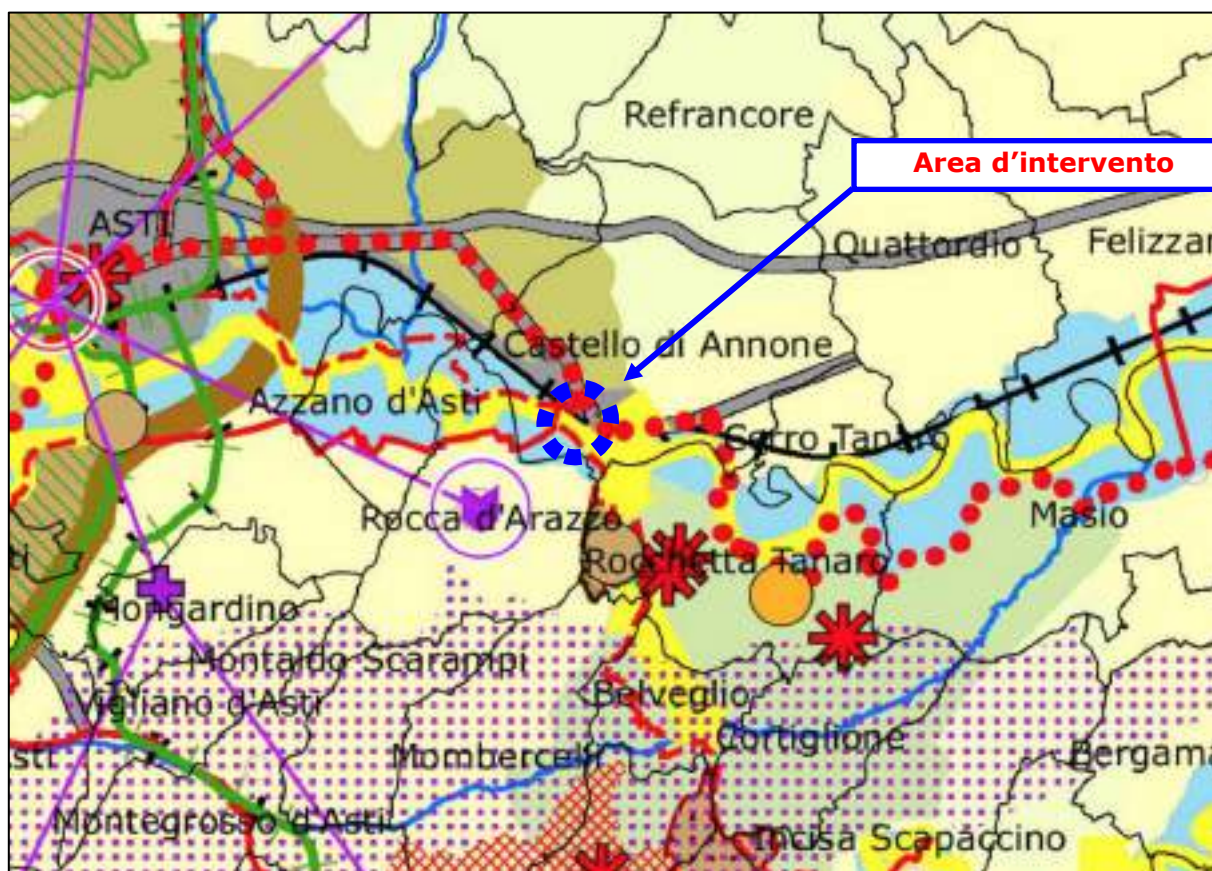 Refrancore
Area d'intervento
ASTI
Quattordio
Felizzan
Castello di Annone
Azzano d'Asti
Cerro Tanaro
Rocca d'Arazzo
Masio
Rocchetta Tanaro
ti
Mongardino
Montaldo Scarampi
Vigliano d'Asti
Belveglio
Cortiglione
sti
Mombercelli
Bergama
Montegrosso d'Asti
Incisa Scapaccino